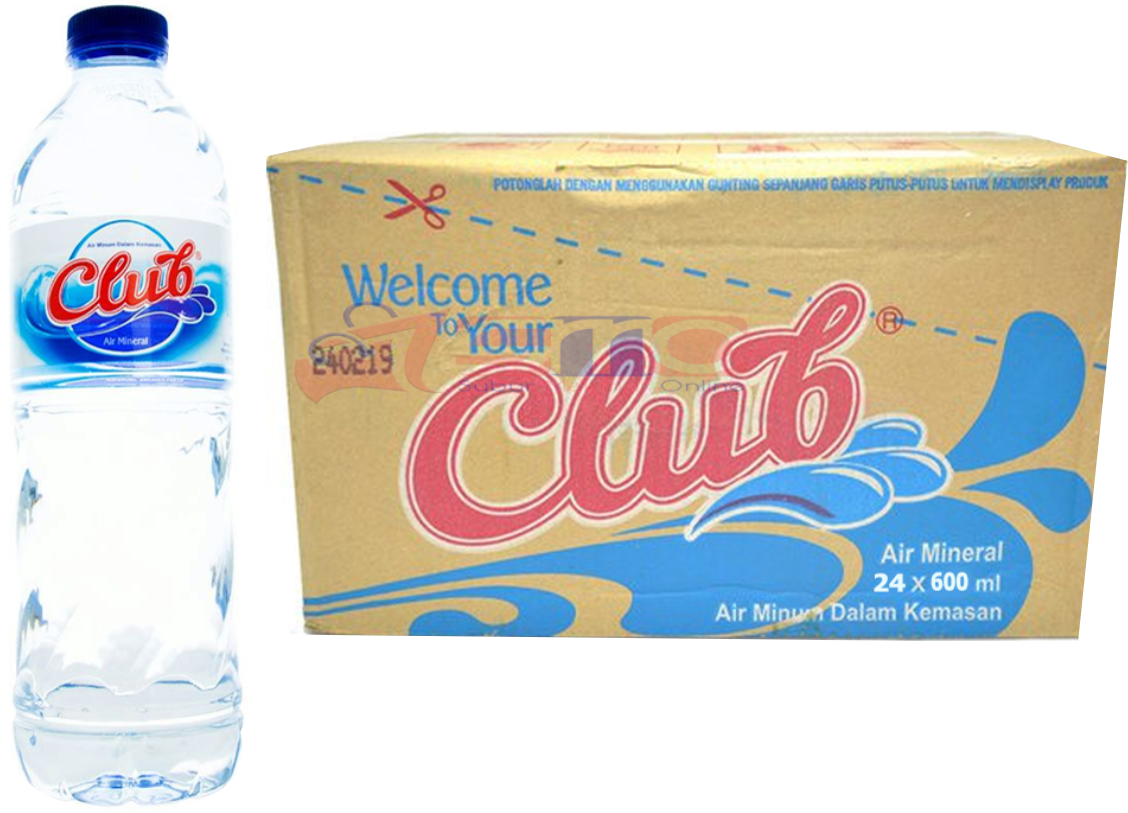 Air Minum Dalam Kemasan
Club®
Air Mineral
POTONGLAH DENGAN MENGGUNAKAN GUNTING SEPANJANG GARIS PUTUS-PUTUS UNTUK MENDISPLAY PRODUK
Welcome
To Your
240219
Club®
Online
Air Mineral
24 x 600 ml
Air Minum Dalam Kemasan